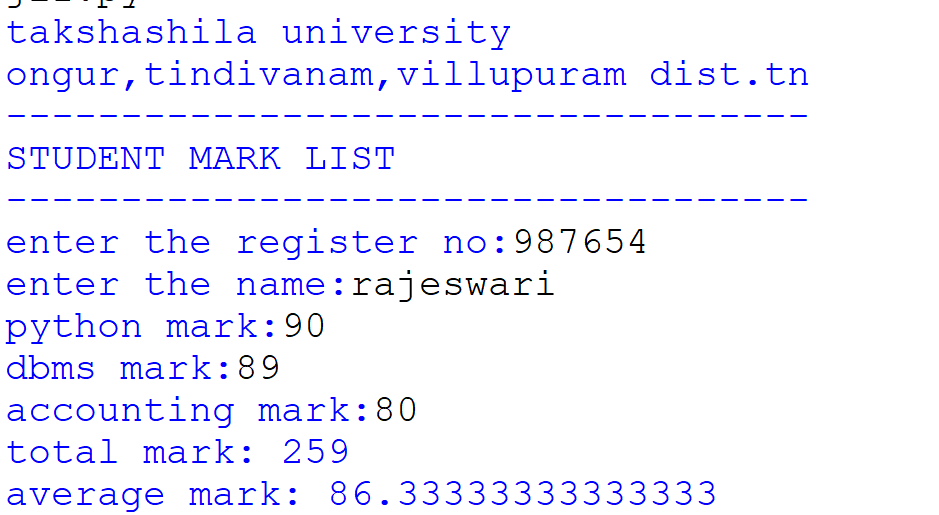 takshashila university
ongur,tindivanam,villupuram dist.tn
-----------------------------------
STUDENT MARK LIST
-----------------------------------
enter the register no:987654
enter the name:rajeswari
python mark:90
dbms mark:89
accounting mark:80
total mark: 259
average mark: 86.33333333333333